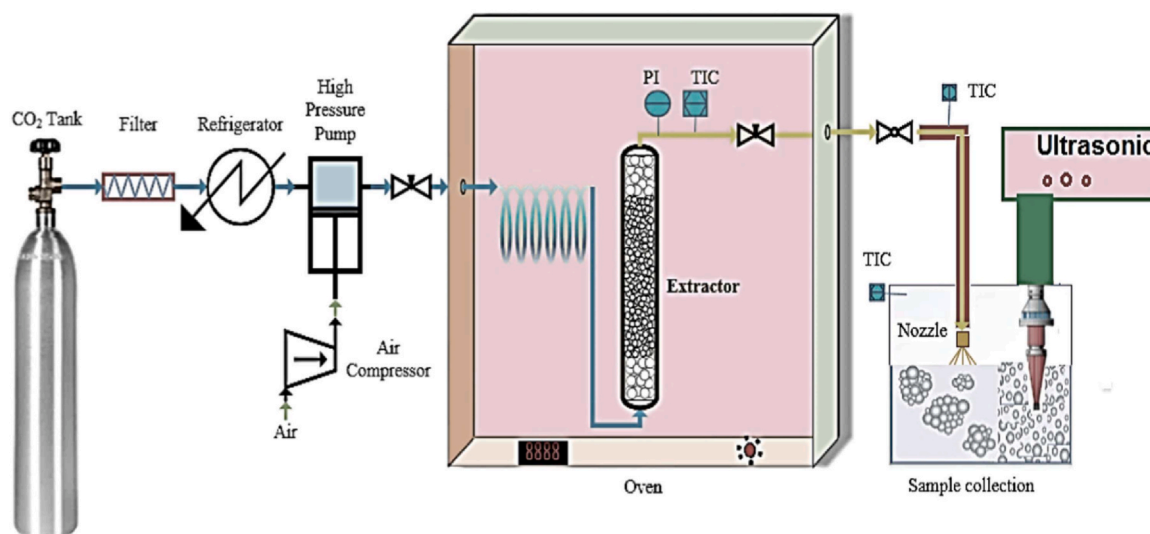 CO₂ Tank
Filter
Refrigerator
High
Pressure
Pump
Air
Compressor
Air
PI
TIC
Extractor
8888
Oven
TIC
Ultrasonic
TIC
Nozzle
Sample collection